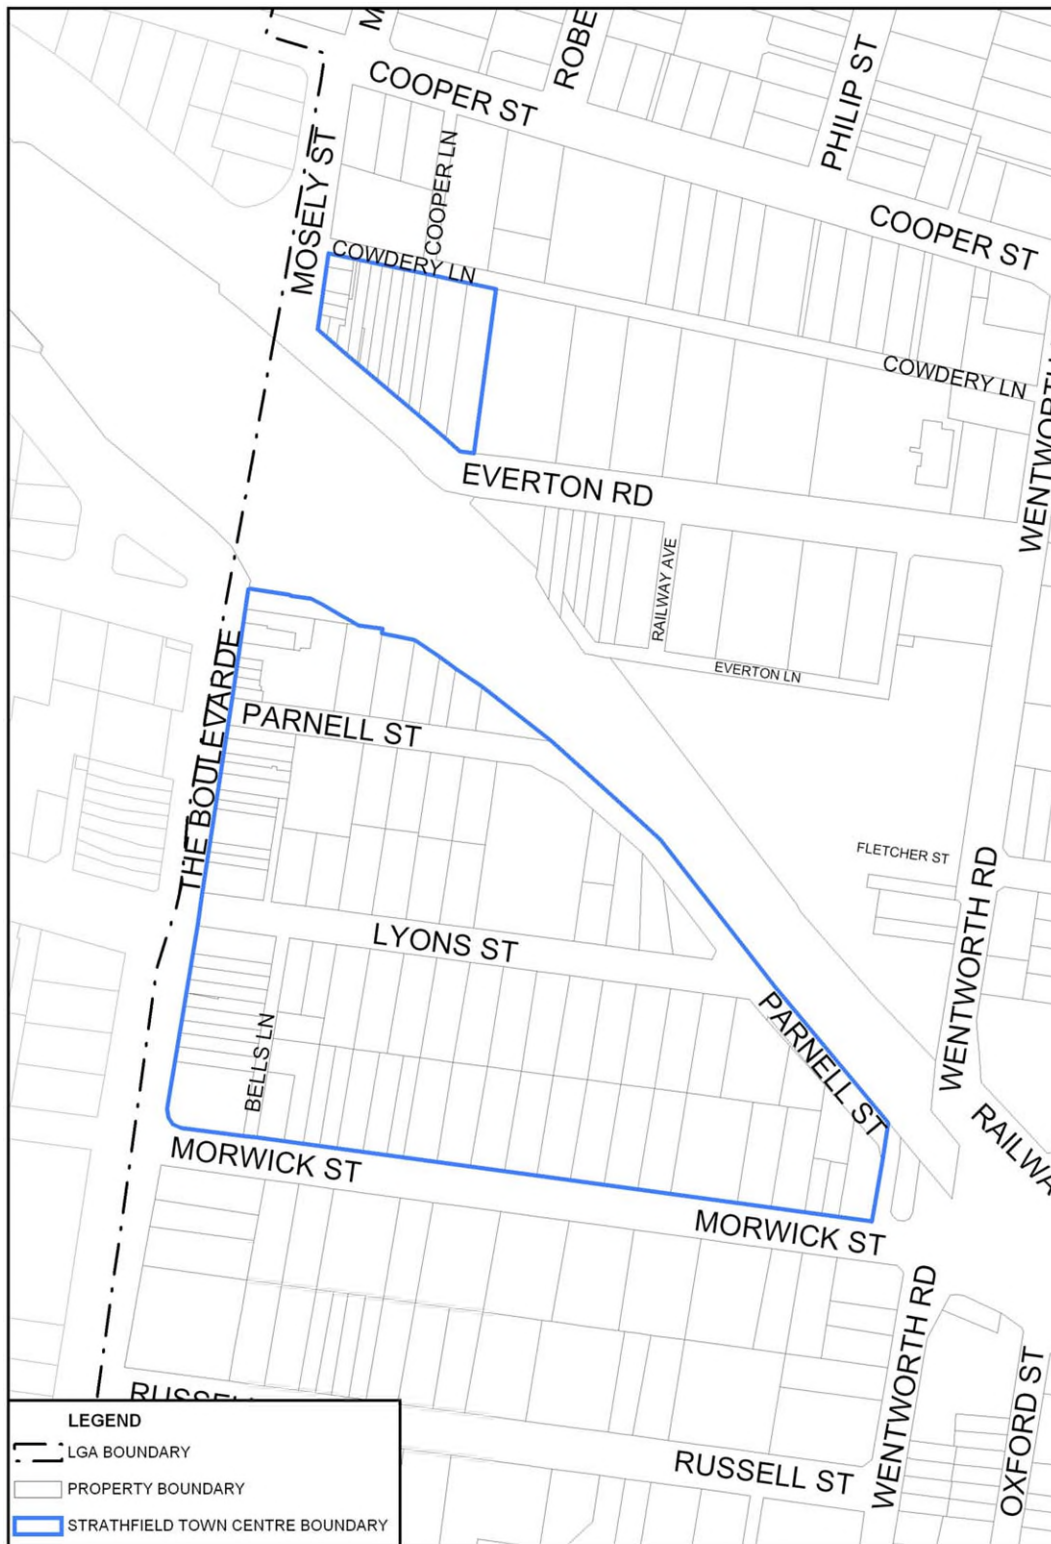 COOPER ST
ROBE
PHILIP ST
MOSELY ST
COOPER LN
COOPER ST
COWDERY LN
COWDERY LN
WENTWORTH
EVERTON RD
RAILWAY AVE
EVERTON LN
THE BOULEVARDE
PARNELL ST
FLETCHER ST
WENTWORTH RD
LYONS ST
BELLS LN
PARNELL ST
RAILWA
MORWICK ST
MORWICK ST
WENTWORTH RD
OXFORD ST
RUSSELL ST
LEGEND
LGA BOUNDARY
PROPERTY BOUNDARY
STRATHFIELD TOWN CENTRE BOUNDARY